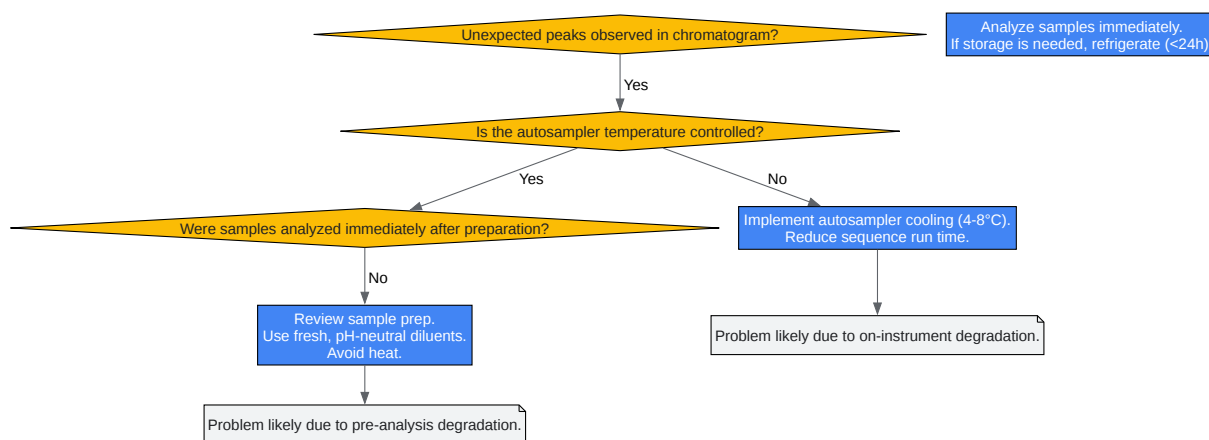 Unexpected peaks observed in chromatogram?
Analyze samples immediately.
If storage is needed, refrigerate (<24h)
Yes
Is the autosampler temperature controlled?
Yes
No
Were samples analyzed immediately after preparation?
Implement autosampler cooling (4-8°C).
Reduce sequence run time.
No
Review sample prep.
Use fresh, pH-neutral diluents.
Avoid heat.
Problem likely due to on-instrument degradation.
Problem likely due to pre-analysis degradation.